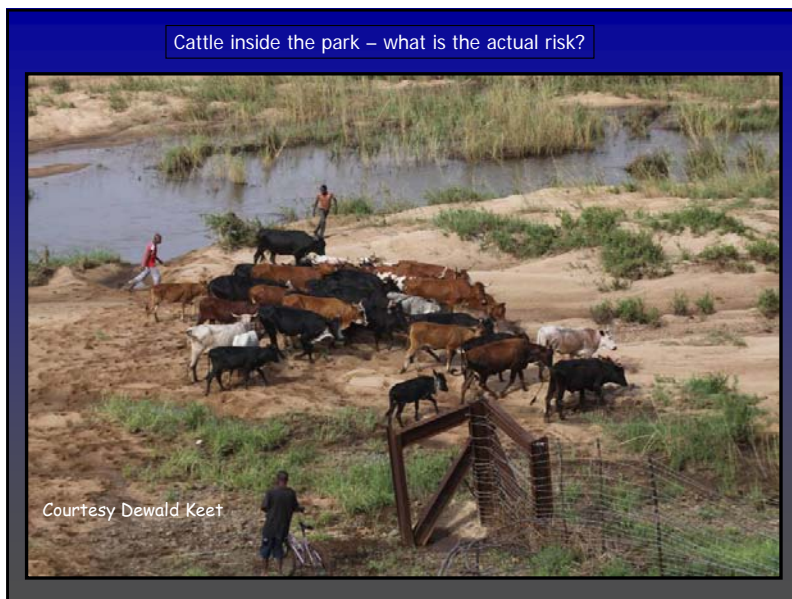 Cattle inside the park – what is the actual risk?
Courtesy Dewald Keet